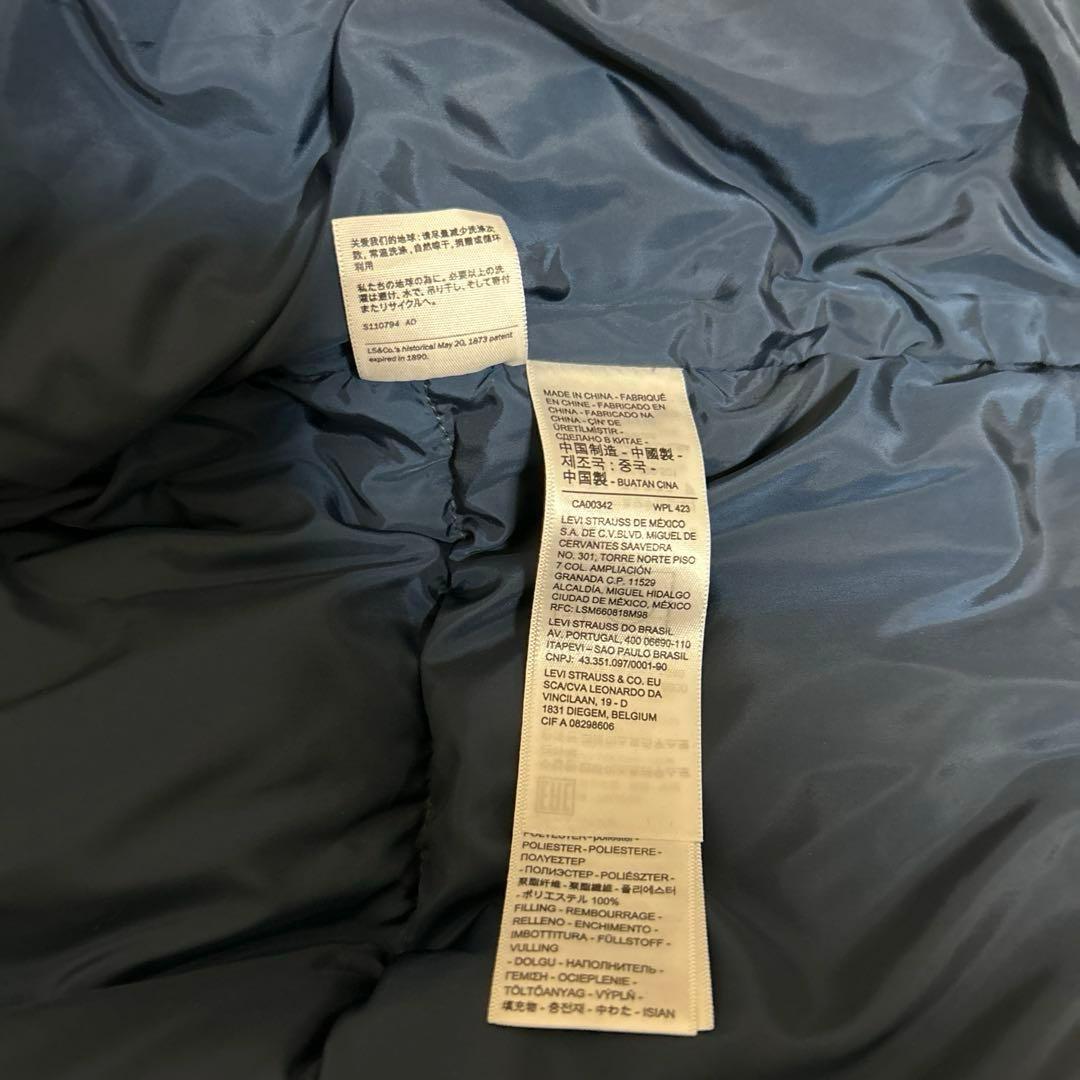 关爱我们的地球:请尽量减少洗涤次
数,常温洗涤,自然晾干,捐赠或循环
利用
私たちの地球の為に。必要以上の洗
濯は避け、水で、吊り干し、そして寄付
またリサイクルへ。
S110794 AD
LS&Co.'s historical May 20, 1873 patent
expired in 1890.
MADE IN CHINA - FABRIQUÉ
EN CHINE - FABRICADO EN
CHINA - FABRICADO NA
CHINA - ÇİN' DE
ÜRETİLMİŞTİR -
СДЕЛАНО В КИТАЕ -
中国制造 - 中國製 -
제조국 : 중국 -
中国製 - BUATAN CINA
CA00342 WPL 423
LEVI STRAUSS DE MÉXICO
S.A. DE C.V.BLVD. MIGUEL DE
CERVANTES SAAVEDRA
NO. 301, TORRE NORTE PISO
7 COL. AMPLIACIÓN
GRANADA C.P. 11529
ALCALDÍA, MIGUEL HIDALGO
CIUDAD DE MÉXICO, MÉXICO
RFC: LSM660818M98
LEVI STRAUSS DO BRASIL
AV. PORTUGAL, 400 06690-110
ITAPEVI – SAO PAULO BRASIL
CNPJ: 43.351.097/0001-90
LEVI STRAUSS & CO. EU
SCA/CVA LEONARDO DA
VINCILAAN, 19 - D
1831 DIEGEM, BELGIUM
CIF A 08298606
POLYESTER - poliester -
POLIESTER - POLIESTERE -
ΠΟΛΥΕΣΤΕΡ
- ПОЛИЭСТЕР - POLIÉSZTER -
聚酯纤维 - 聚酯纖維 - 폴리에스터
- ポリエステル 100%
FILLING - REMBOURRAGE -
RELLENO - ENCHIMENTO -
IMBOTTITURA - FÜLLSTOFF -
VULLING
- DOLGU - НАПОЛНИТЕЛЬ -
ΓΕΜΙΣΗ - OCIEPLENIE -
TÖLTŐANYAG - VÝPLŇ -
填充物 - 충전재 - 中わた - ISIAN